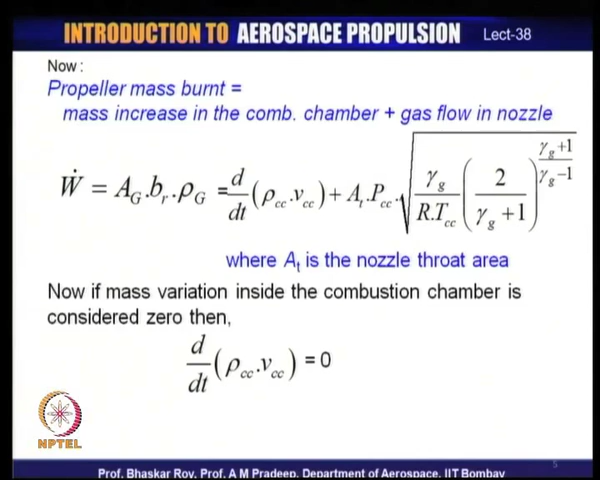 INTRODUCTION TO AEROSPACE PROPULSION Lect-38
Now :
Propeller mass burnt =
mass increase in the comb. chamber + gas flow in nozzle
Ẇ = A_G.b_r.ρ_G = d/dt (ρ_cc.v_cc) + A_t.P_cc.√(γ_g/(R.T_cc) (2/(γ_g+1))^((γ_g+1)/(γ_g-1)))
where A_t is the nozzle throat area
Now if mass variation inside the combustion chamber is
considered zero then,
d/dt (ρ_cc.v_cc) = 0
NPTEL
5
Prof. Bhaskar Roy, Prof. A M Pradeep, Department of Aerospace, IIT Bombay